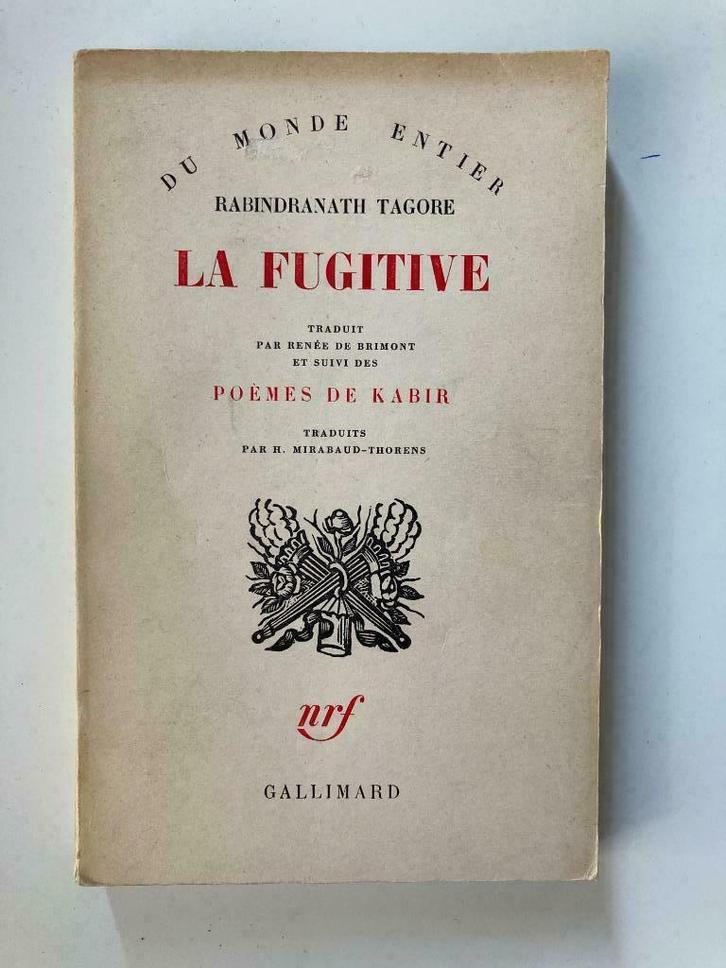 DU MONDE ENTIER
RABINDRANATH TAGORE
LA FUGITIVE
TRADUIT
PAR RENÉE DE BRIMONT
ET SUIVI DES
POÈMES DE KABIR
TRADUITS
PAR H. MIRABAUD-THORENS
nrf
GALLIMARD